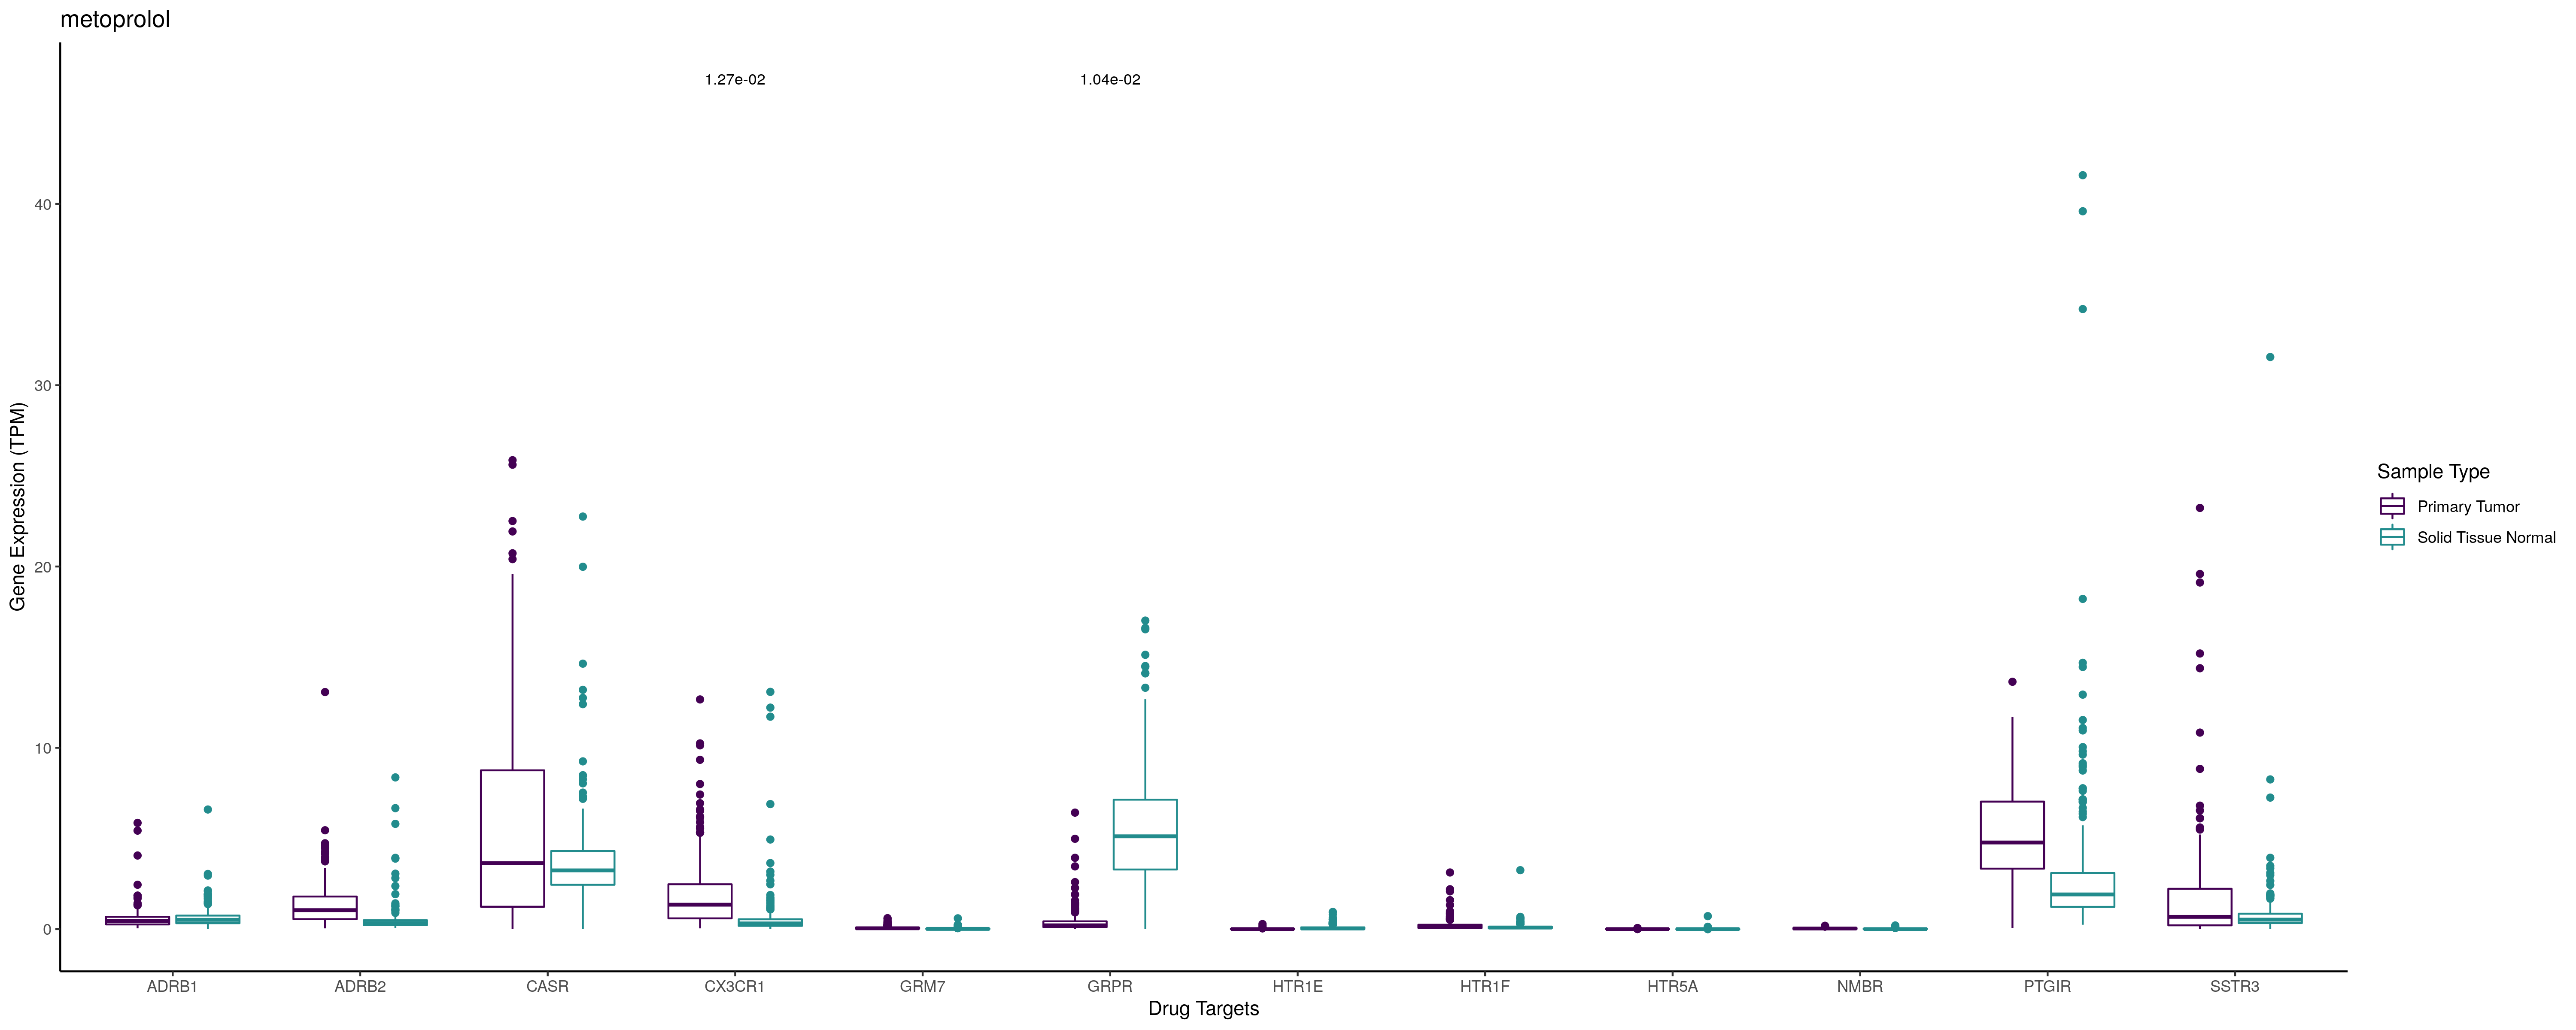 metoprolol
1.27e-02 1.04e-02
Gene Expression (TPM)
40
30
20
10
0
ADRB1 ADRB2 CASR CX3CR1 GRM7 GRPR HTR1E HTR1F HTR5A NMBR PTGIR SSTR3
Drug Targets
Sample Type
Primary Tumor
Solid Tissue Normal